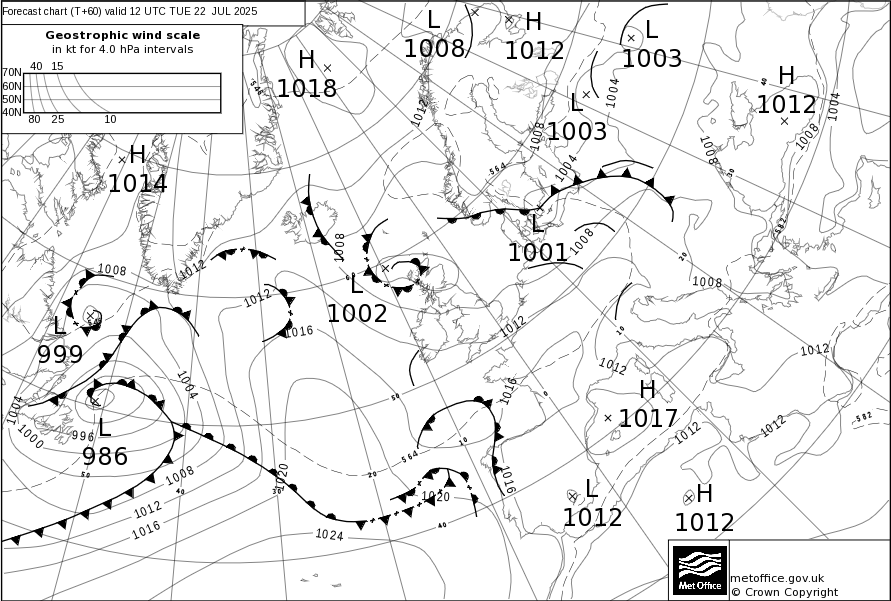 Forecast chart (T+60) valid 12 UTC TUE 22 JUL 2025
Geostrophic wind scale
in kt for 4.0 hPa intervals
40 15
70N
60N
50N
40N
80 25 10
H
1018
L
1008
H
1012
L
1003
L
1003
H
1012
H
1014
L
1001
L
1002
L
999
L
986
H
1017
L
1012
H
1012
1012
1008
1004
1004
1008
1004
1008
564
582
1008
1008
1012
1008
1012
1016
1008
1012
1012
1012
1004
1004
1000
996
1016
1012
1012
582
564
1008
1012
1016
1020
1020
1016
1024
50
40
30
20
10
0
50
40
60
10
20
30
40
metoffice.gov.uk
© Crown Copyright
Met Office